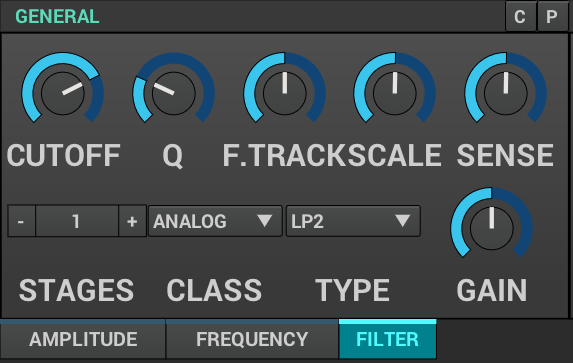 GENERAL C P
CUTOFF Q F.TRACK SCALE SENSE
- 1 + ANALOG LP2
STAGES CLASS TYPE GAIN
AMPLITUDE FREQUENCY FILTER